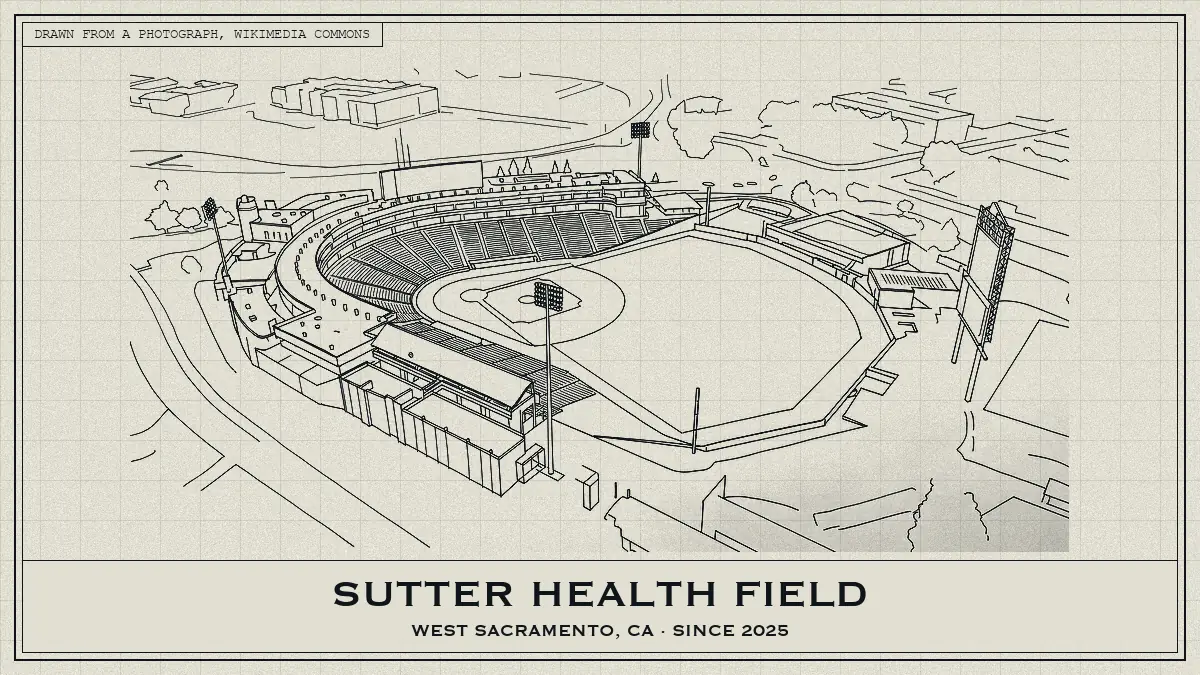 DRAWN FROM A PHOTOGRAPH, WIKIMEDIA COMMONS
SUTTER HEALTH FIELD
WEST SACRAMENTO, CA · SINCE 2025